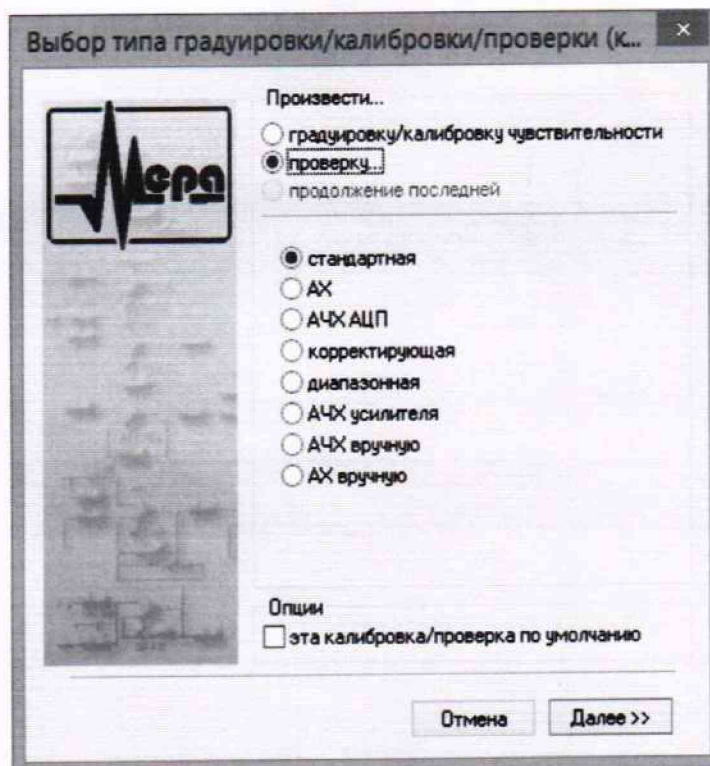 Выбор типа градуировки/калибровки/проверки (к...
Мера
Произвести...
градуировку/калибровку чувствительности
проверку...
продолжение последней
стандартная
АХ
АЧХ АЦП
корректирующая
диапазонная
АЧХ усилителя
АЧХ вручную
АХ вручную
Опции
эта калибровка/проверка по умолчанию
Отмена
Далее >>